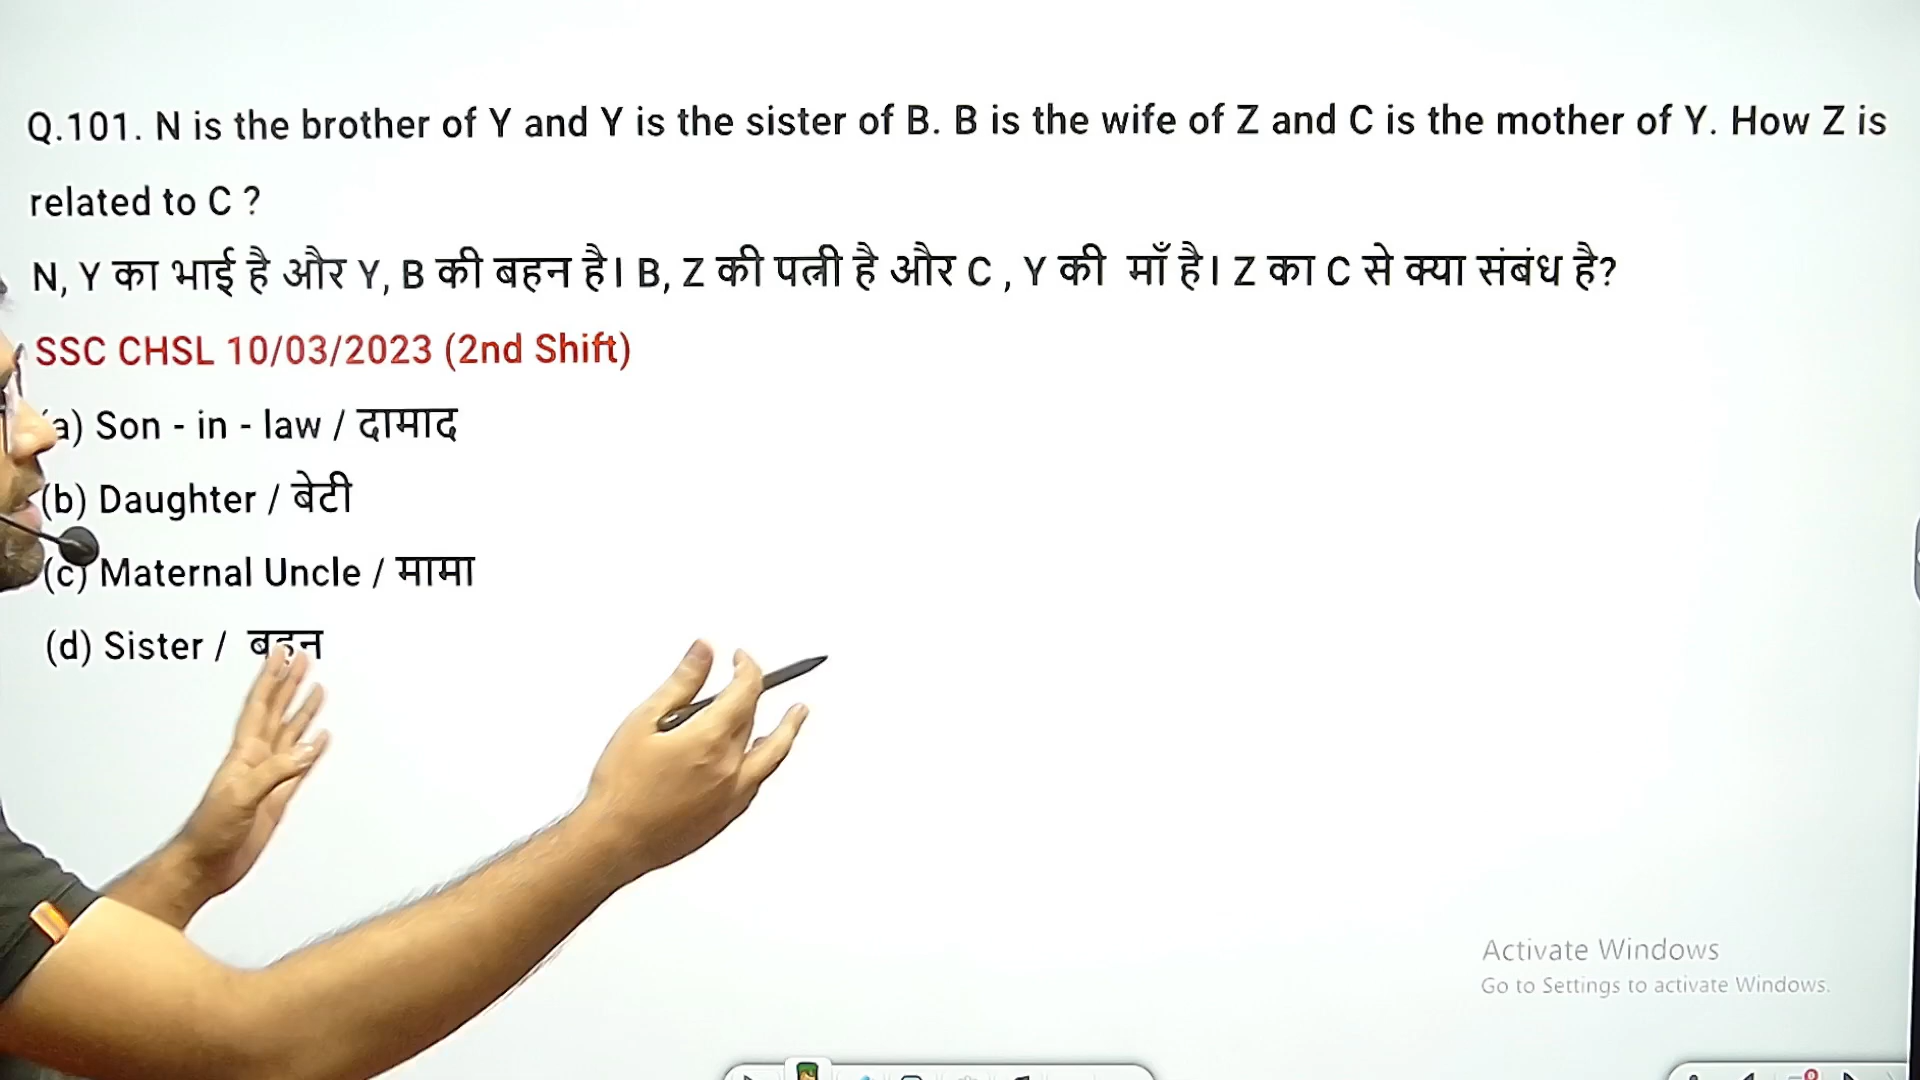 Q.101. N is the brother of Y and Y is the sister of B. B is the wife of Z and C is the mother of Y. How Z is
related to C ?
N, Y का भाई है और Y, B की बहन है। B, Z की पत्नी है और C , Y की माँ है। Z का C से क्या संबंध है?
SSC CHSL 10/03/2023 (2nd Shift)
(a) Son - in - law / दामाद
(b) Daughter / बेटी
(c) Maternal Uncle / मामा
(d) Sister / बहन
Activate Windows
Go to Settings to activate Windows.